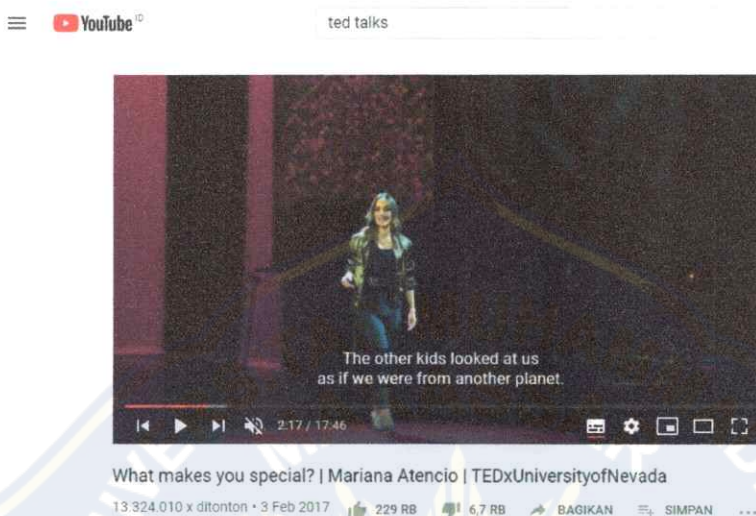 YouTube ID
ted talks
The other kids looked at us
as if we were from another planet.
2:17 / 17:46
What makes you special? | Mariana Atencio | TEDxUniversityofNevada
13.324.010 x ditonton • 3 Feb 2017 229 RB 6,7 RB BAGIKAN SIMPAN ...